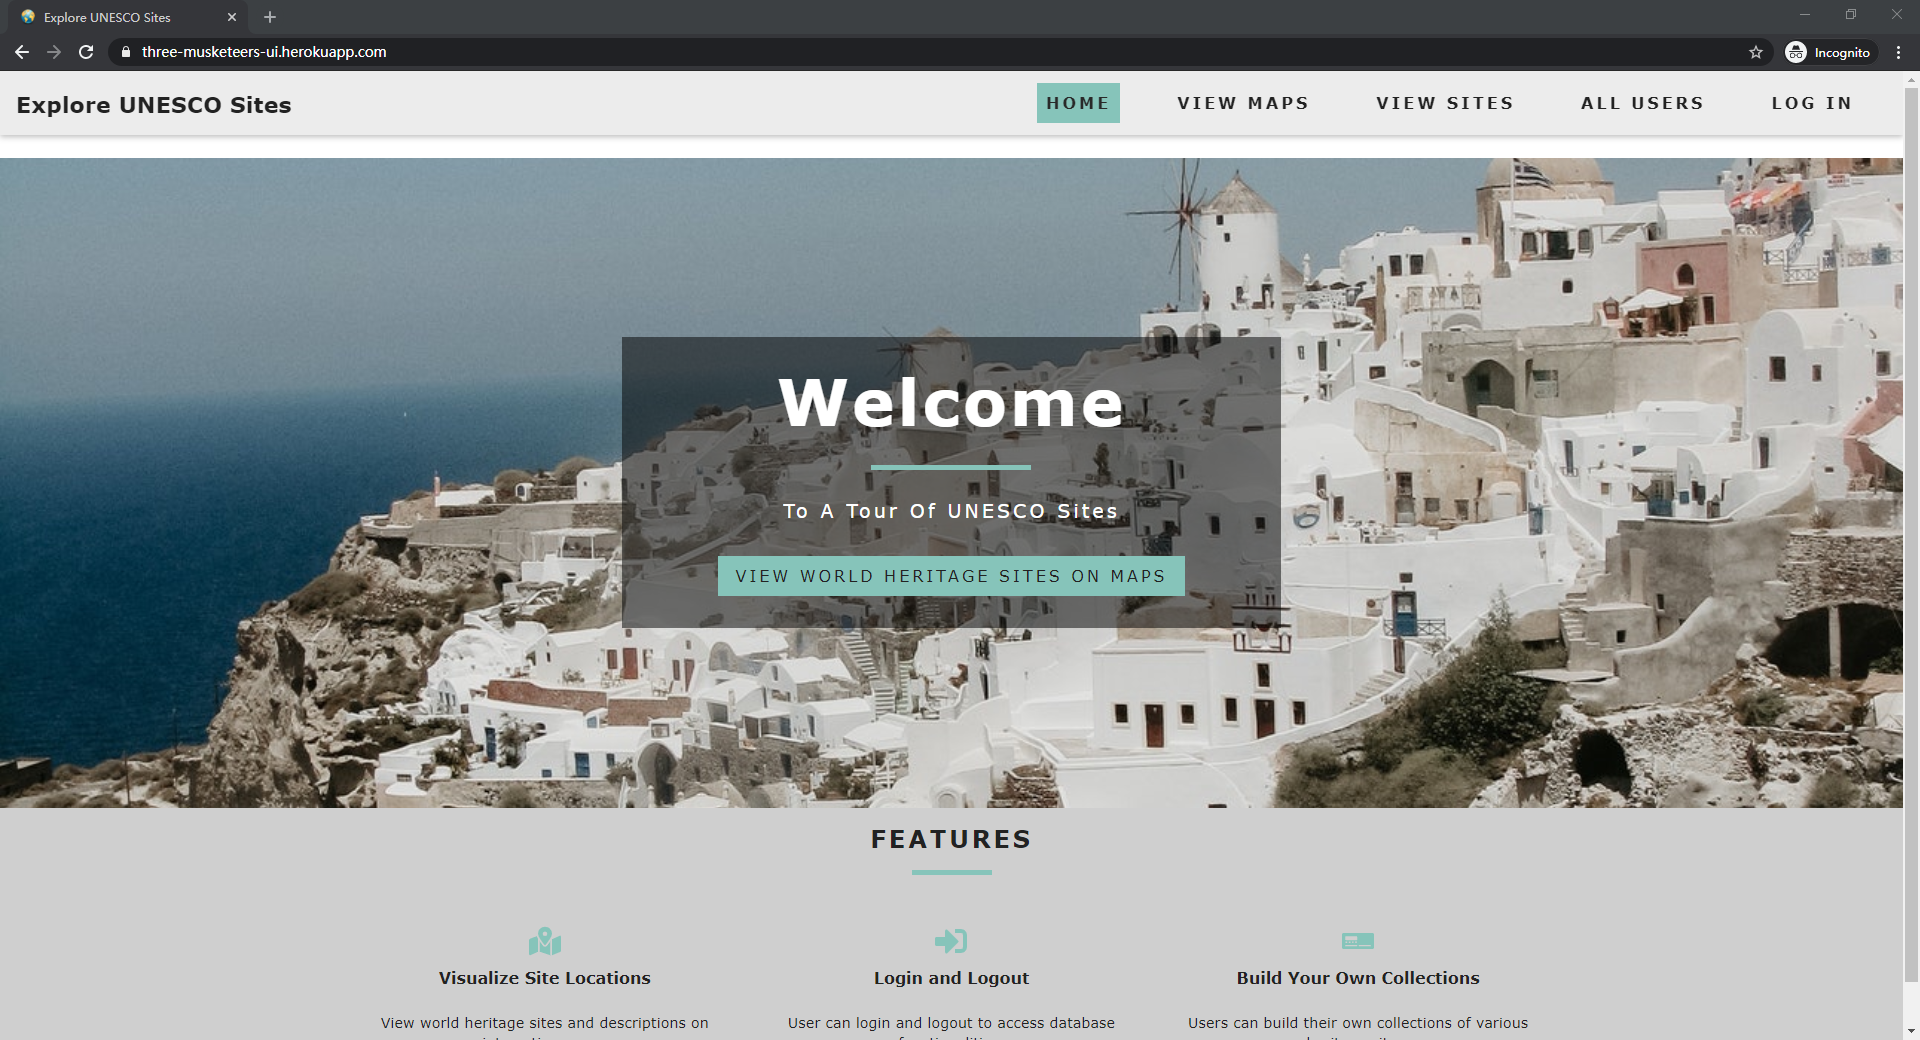 Explore UNESCO Sites
three-musketeers-ui.herokuapp.com
Incognito
Explore UNESCO Sites
HOME
VIEW MAPS
VIEW SITES
ALL USERS
LOG IN
Welcome
To A Tour Of UNESCO Sites
VIEW WORLD HERITAGE SITES ON MAPS
FEATURES
Visualize Site Locations
Login and Logout
Build Your Own Collections
View world heritage sites and descriptions on
User can login and logout to access database
Users can build their own collections of various